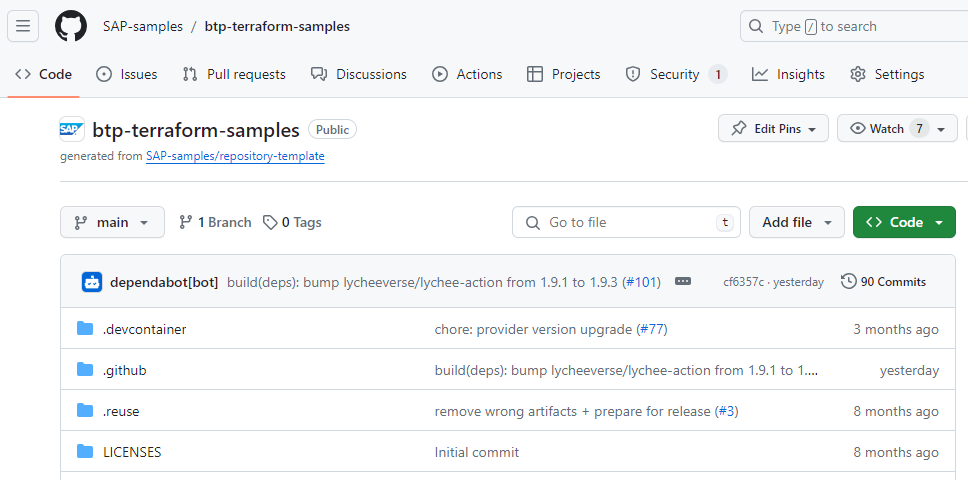 SAP-samples / btp-terraform-samples
Type / to search
Code Issues Pull requests Discussions Actions Projects Security 1 Insights Settings
SAP btp-terraform-samples Public
Edit Pins Watch 7
generated from SAP-samples/repository-template
main 1 Branch 0 Tags Go to file t Add file Code
dependabot[bot] build(deps): bump lycheeverse/lychee-action from 1.9.1 to 1.9.3 (#101) cf6357c · yesterday 90 Commits
.devcontainer chore: provider version upgrade (#77) 3 months ago
.github build(deps): bump lycheeverse/lychee-action from 1.9.1 to 1.… yesterday
.reuse remove wrong artifacts + prepare for release (#3) 8 months ago
LICENSES Initial commit 8 months ago